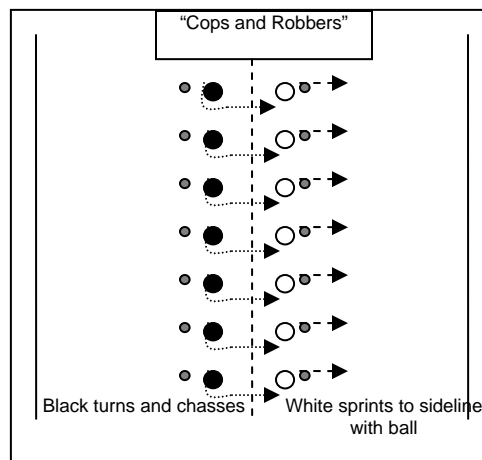 “Cops and Robbers”
Black turns and chasses
White sprints to sideline
with ball